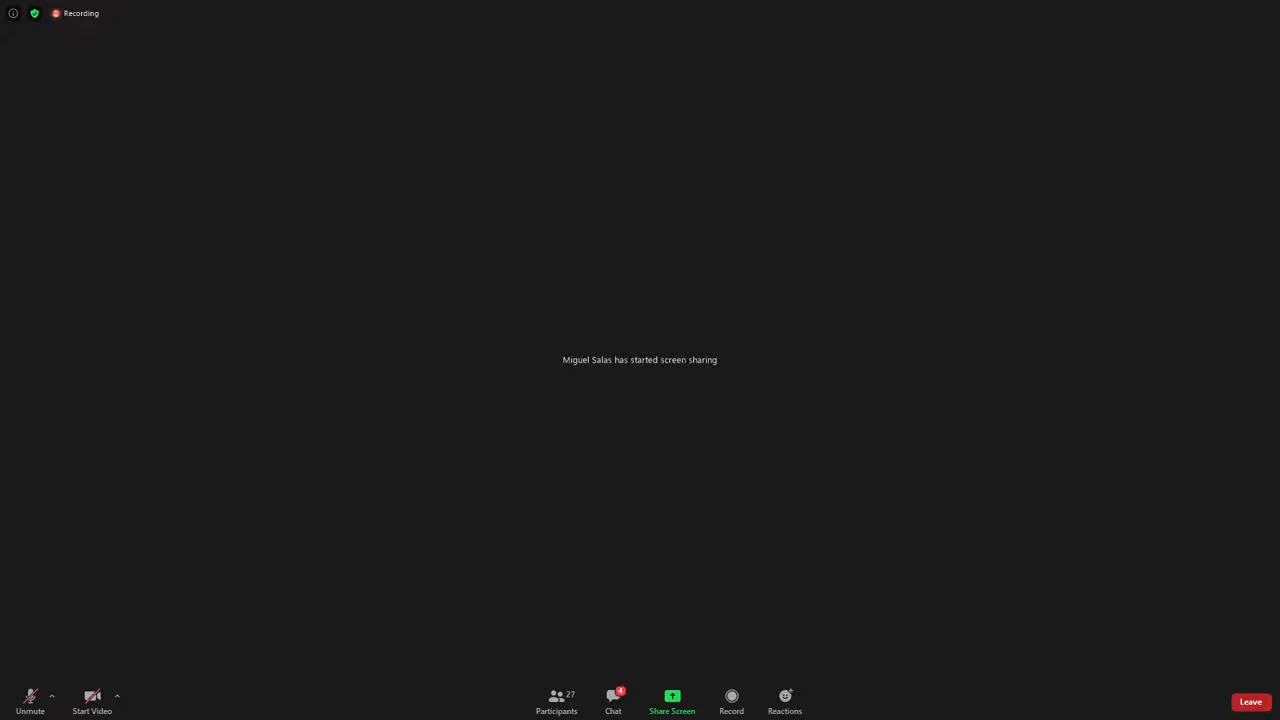 Recording
Miguel Salas has started screen sharing
Unmute
Start Video
27
Participants
4
Chat
Share Screen
Record
Reactions
Leave